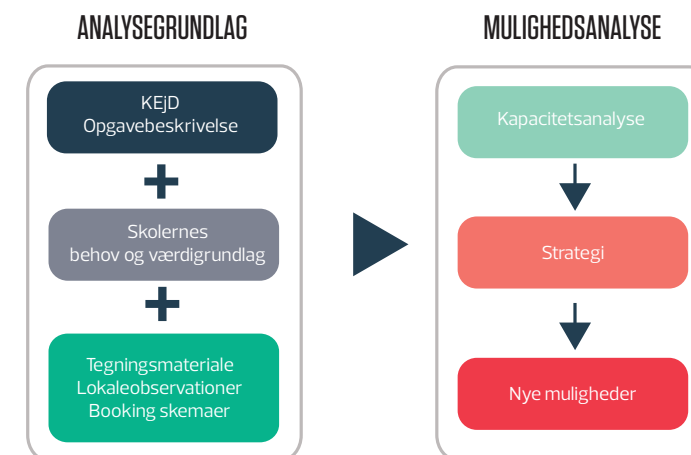 ANALYSEGRUNDLAG
KEjD
Opgavebeskrivelse
Skolernes
behov og værdigrundlag
Tegningsmateriale
Lokaleobservationer
Booking skemaer
MULIGHEDSANALYSE
Kapacitetsanalyse
Strategi
Nye muligheder